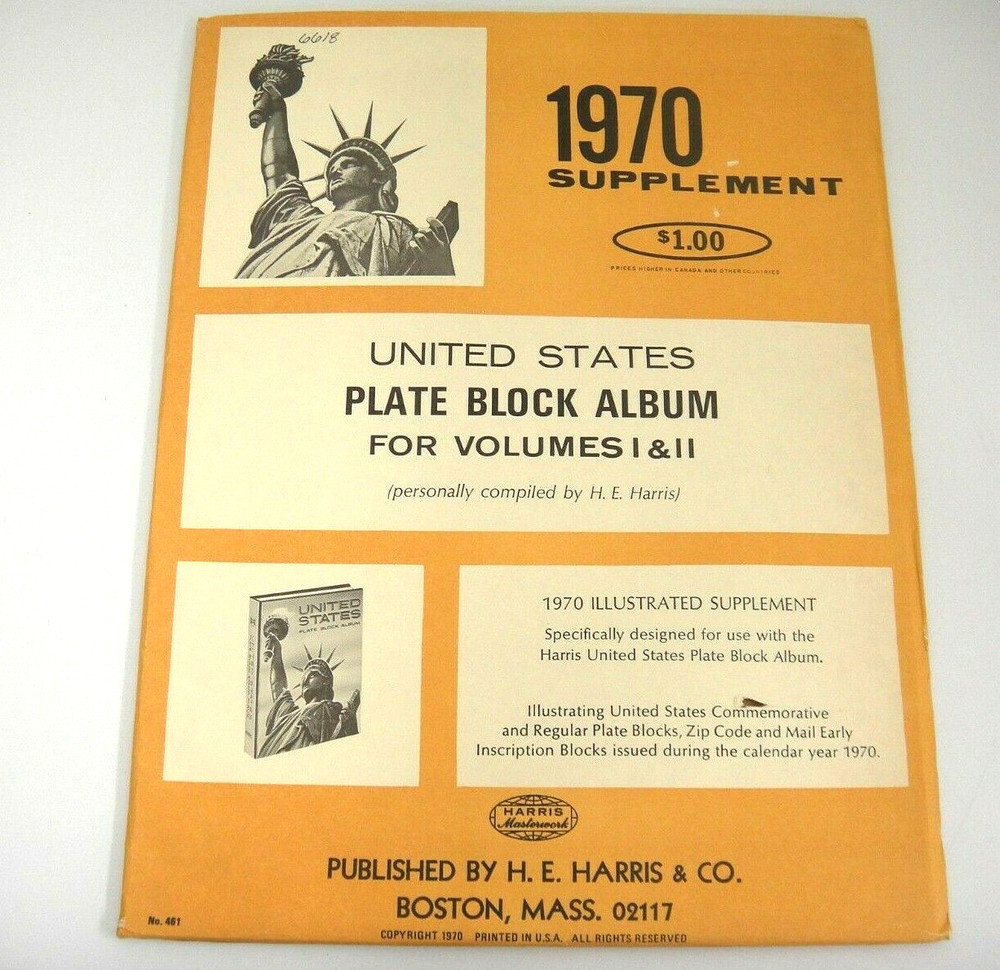 6618
1970
SUPPLEMENT
$1.00
PRICES HIGHER IN CANADA AND OTHER COUNTRIES
UNITED STATES
PLATE BLOCK ALBUM
FOR VOLUMES I & II
(personally compiled by H. E. Harris)
UNITED
STATES
PLATE BLOCK ALBUM
1970 ILLUSTRATED SUPPLEMENT
Specifically designed for use with the
Harris United States Plate Block Album.
Illustrating United States Commemorative
and Regular Plate Blocks, Zip Code and Mail Early
Inscription Blocks issued during the calendar year 1970.
HARRIS
Masterwork
PUBLISHED BY H. E. HARRIS & CO.
BOSTON, MASS. 02117
No. 461
COPYRIGHT 1970 PRINTED IN U.S.A. ALL RIGHTS RESERVED